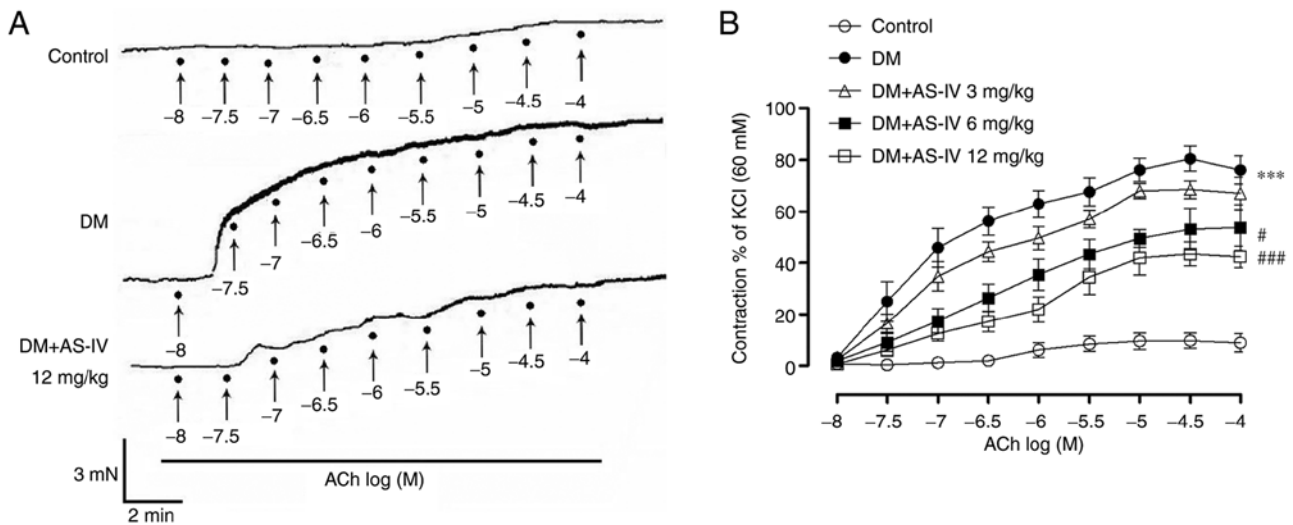 A
Control
−8
−7.5
−7
−6.5
−6
−5.5
−5
−4.5
−4
DM
−8
−7.5
−7
−6.5
−6
−5.5
−5
−4.5
−4
DM+AS-IV
12 mg/kg
−8
−7.5
−7
−6.5
−6
−5.5
−5
−4.5
−4
3 mN
2 min
ACh log (M)
B
Control
DM
DM+AS-IV 3 mg/kg
DM+AS-IV 6 mg/kg
DM+AS-IV 12 mg/kg
Contraction % of KCl (60 mM)
100
80
60
40
20
0
***
#
###
−8 −7.5 −7 −6.5 −6 −5.5 −5 −4.5 −4
ACh log (M)